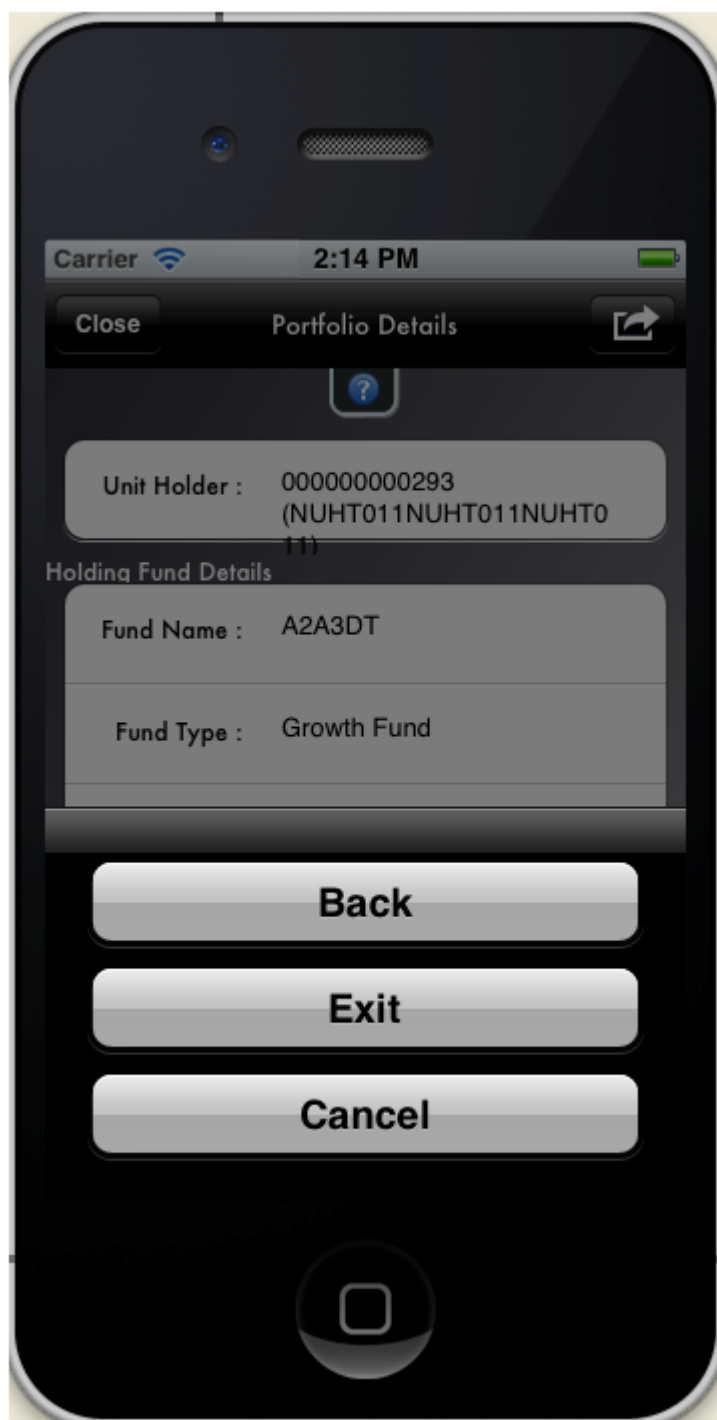 Carrier 2:14 PM
Close Portfolio Details
?
Unit Holder : 000000000293
(NUHT011NUHT011NUHT0
11)
Holding Fund Details
Fund Name : A2A3DT
Fund Type : Growth Fund
Back
Exit
Cancel